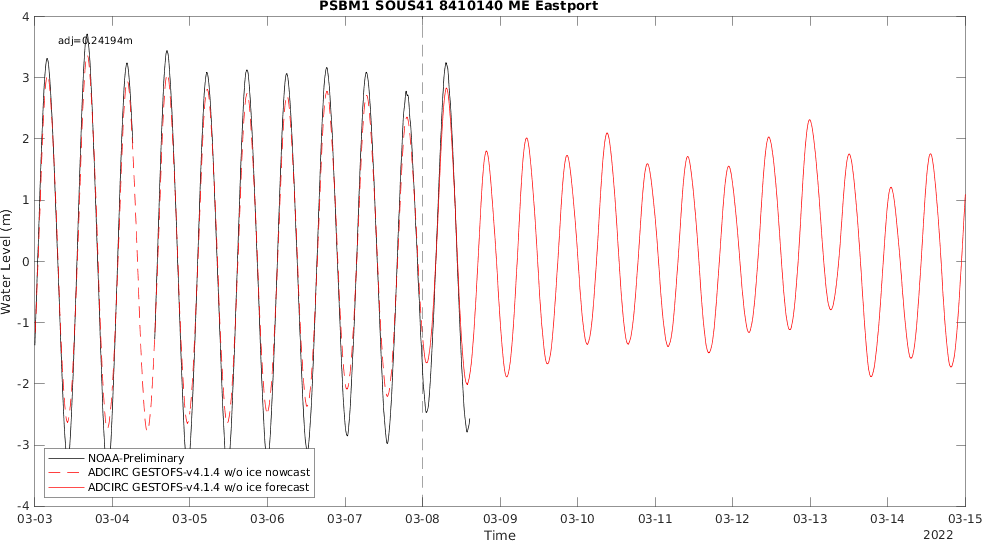 PSBM1 SOUS41 8410140 ME Eastport
adj=0.24194m
4
3
2
1
0
-1
-2
-3
-4
Water Level (m)
NOAA-Preliminary
ADCIRC GESTOFS-v4.1.4 w/o ice nowcast
ADCIRC GESTOFS-v4.1.4 w/o ice forecast
03-03 03-04 03-05 03-06 03-07 03-08 03-09 03-10 03-11 03-12 03-13 03-14 03-15
Time
2022